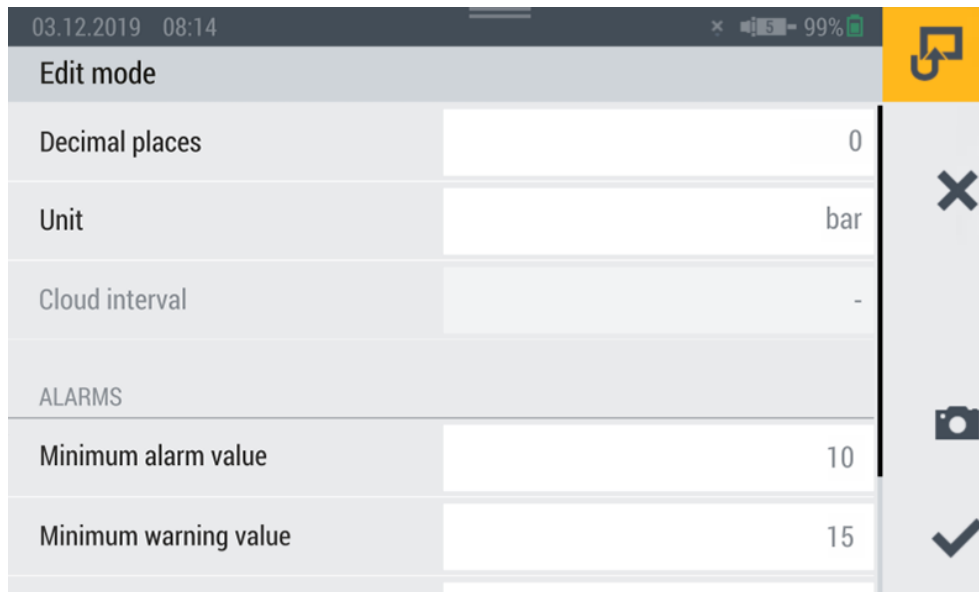 03.12.2019 08:14 5 99%
Edit mode
Decimal places 0
Unit bar
Cloud interval -
ALARMS
Minimum alarm value 10
Minimum warning value 15